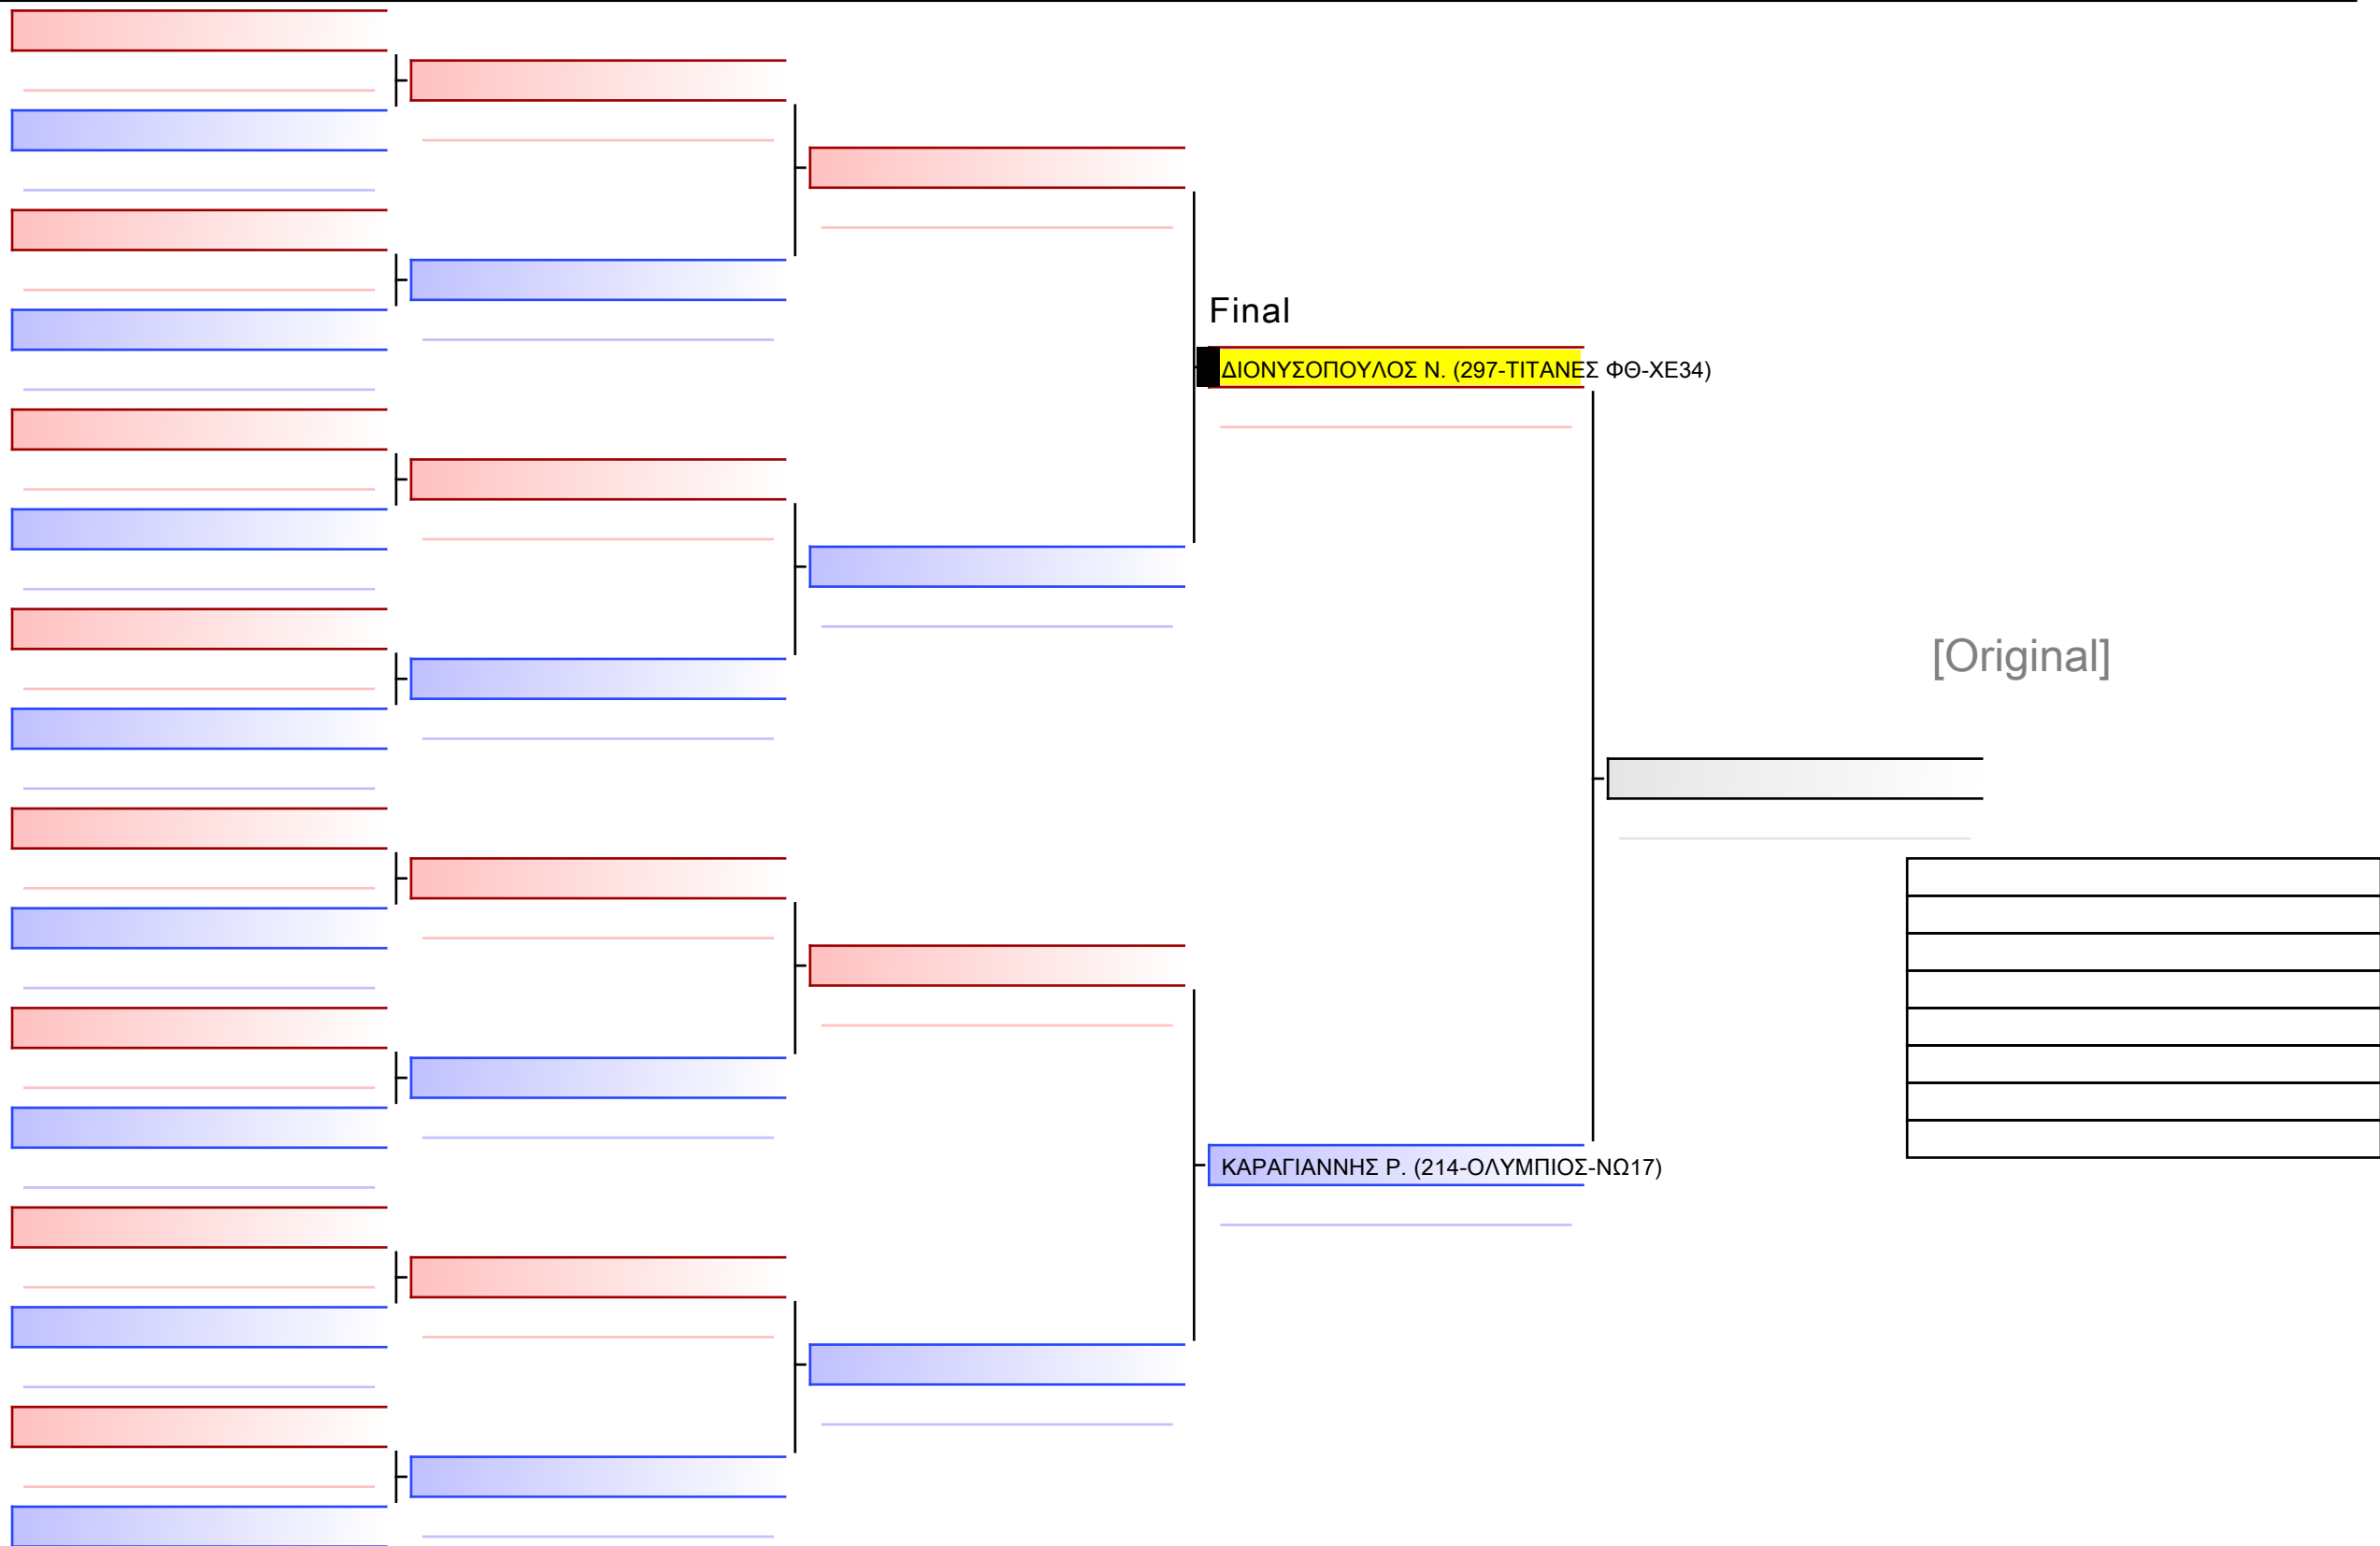 Final
ΔΙΟΝΥΣΟΠΟΥΛΟΣ Ν. (297-ΤΙΤΑΝΕΣ ΦΘ-ΧΕ34)
[Original]
ΚΑΡΑΓΙΑΝΝΗΣ Ρ. (214-ΟΛΥΜΠΙΟΣ-ΝΩ17)